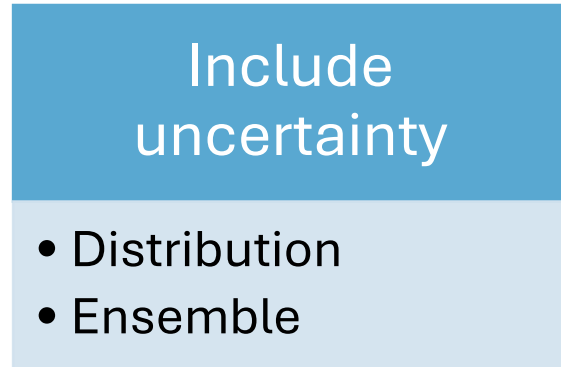 Include
uncertainty
• Distribution
• Ensemble